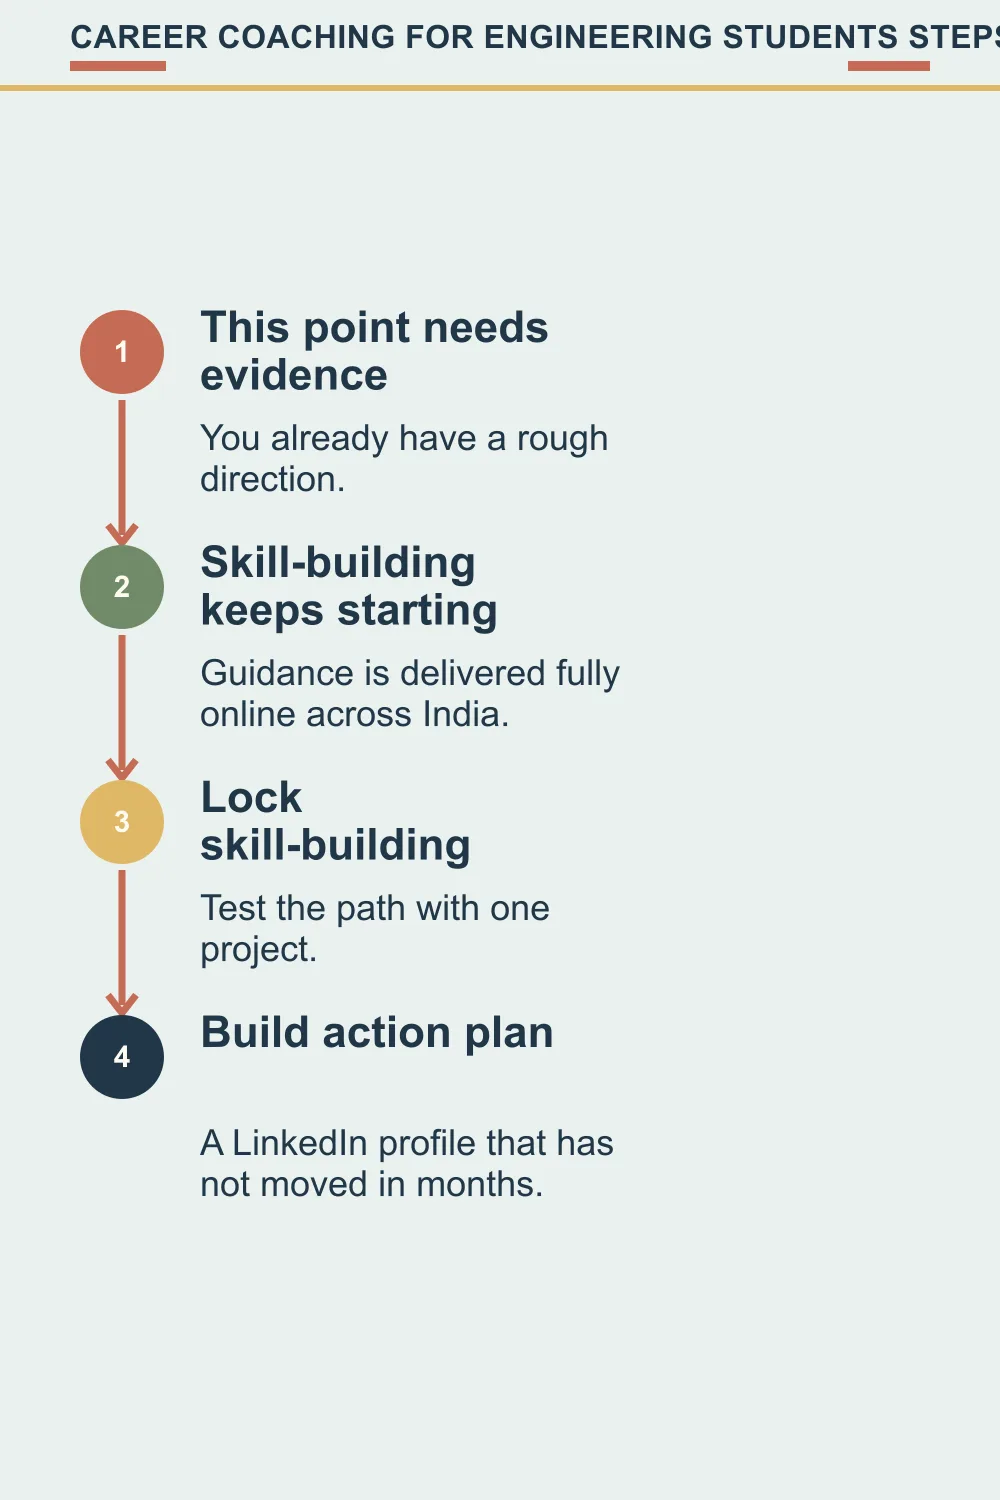 CAREER COACHING FOR ENGINEERING STUDENTS STEPS
1
This point needs
evidence
You already have a rough
direction.
2
Skill-building
keeps starting
Guidance is delivered fully
online across India.
3
Lock
skill-building
Test the path with one
project.
4
Build action plan
A LinkedIn profile that has
not moved in months.